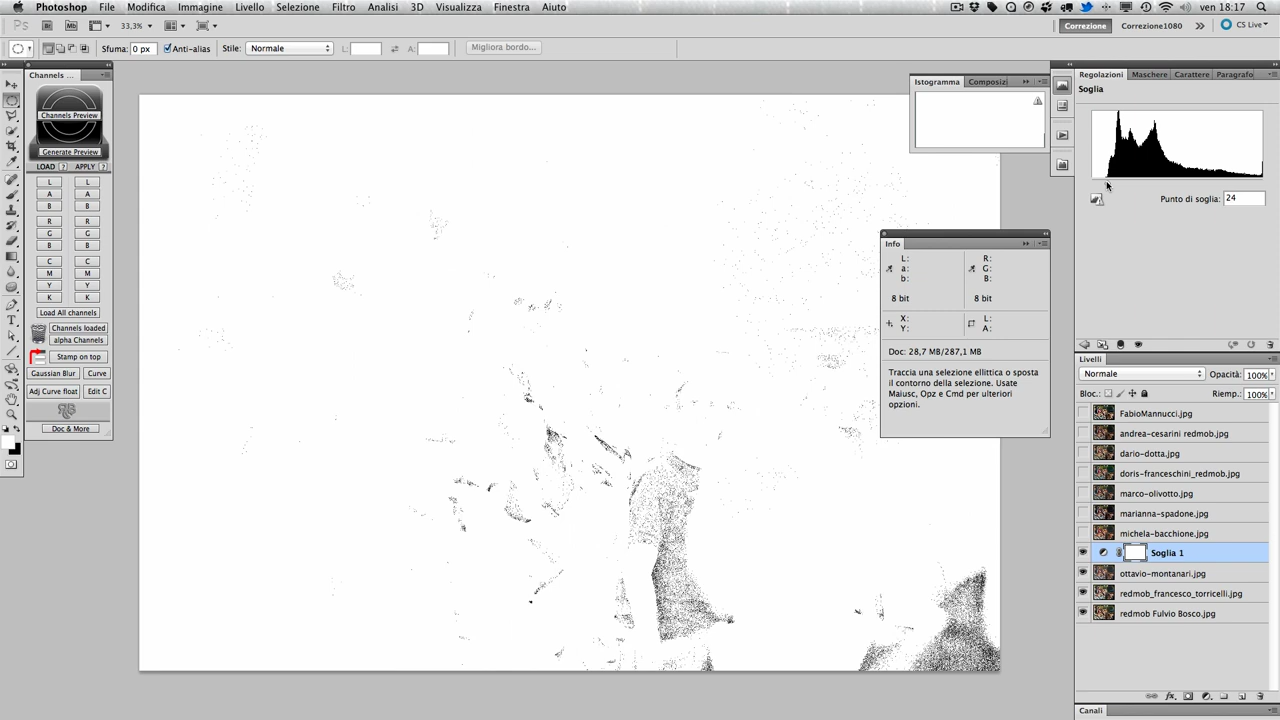 Photoshop File Modifica Immagine Livello Selezione Filtro Analisi 3D Visualizza Finestra Aiuto ven 18:17
Ps Br Mb 33,3% Correzione Correzione1080 CS Live
Sfuma: 0 px Anti-alias Stile: Normale L: A: Migliora bordo...
Channels ...
Channels Preview
Generate Preview
LOAD ? APPLY ?
L L
A A
B B
R R
G G
B B
C C
M M
Y Y
K K
Load All channels
Channels loaded
alpha Channels
Stamp on top
Gaussian Blur Curve
Adj Curve float Edit C
Doc & More
Istogramma Composizi
Info
L: R:
a: G:
b: B:
8 bit 8 bit
X: L:
Y: A:
Doc: 28,7 MB/287,1 MB
Traccia una selezione ellittica o sposta
il contorno della selezione. Usate
Maiusc, Opz e Cmd per ulteriori
opzioni.
Regolazioni Maschere Carattere Paragrafo
Soglia
Punto di soglia: 24
Livelli
Normale Opacità: 100%
Bloc.: Riemp.: 100%
FabioMannucci.jpg
andrea-cesarini redmob.jpg
dario-dotta.jpg
doris-franceschini_redmob.jpg
marco-olivotto.jpg
marianna-spadone.jpg
michela-bacchione.jpg
Soglia 1
ottavio-montanari.jpg
redmob_francesco_torricelli.jpg
redmob Fulvio Bosco.jpg
fx
Canali